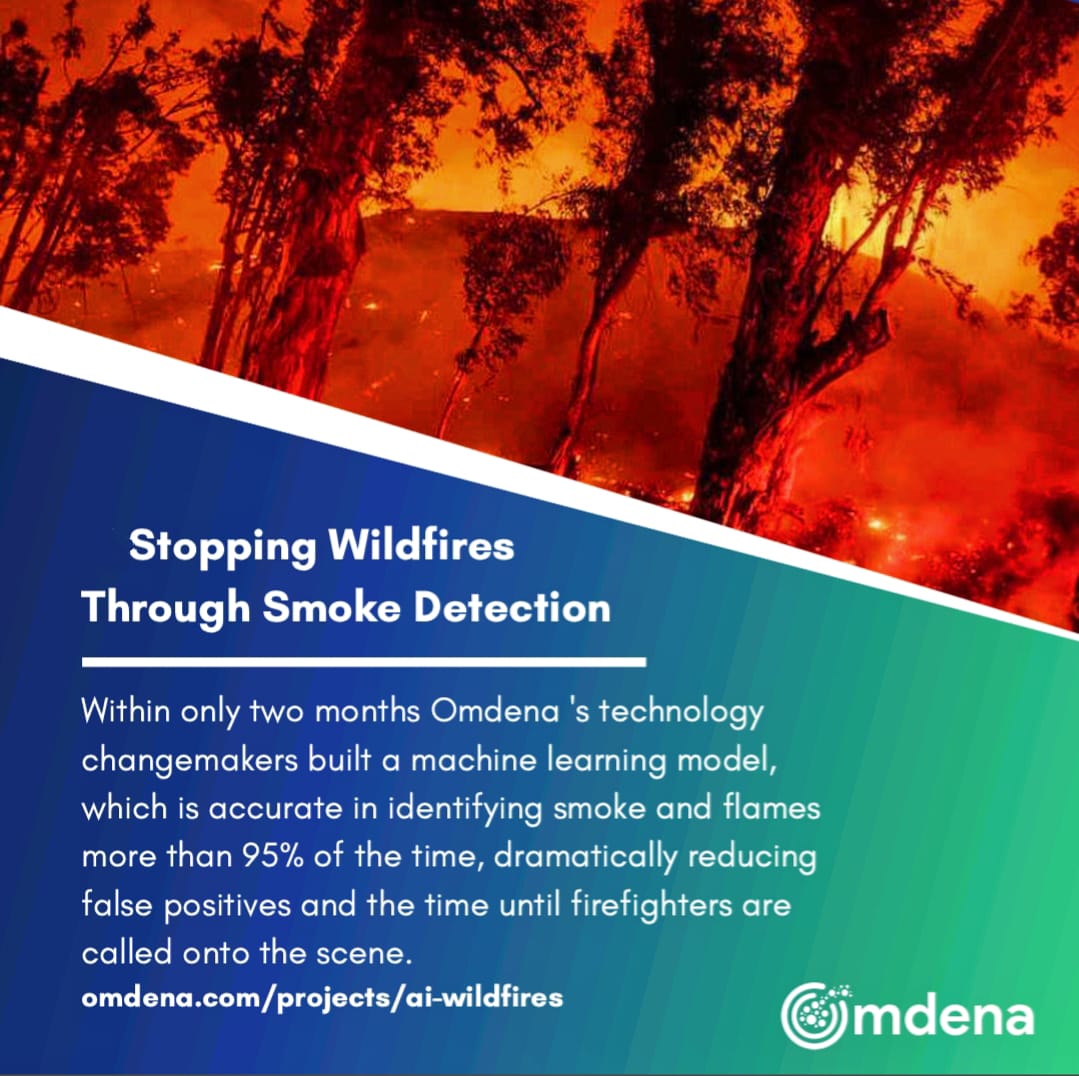 Stopping Wildfires
Through Smoke Detection
Within only two months Omdena 's technology
changemakers built a machine learning model,
which is accurate in identifying smoke and flames
more than 95% of the time, dramatically reducing
false positives and the time until firefighters are
called onto the scene.
omdena.com/projects/ai-wildfires
Omdena